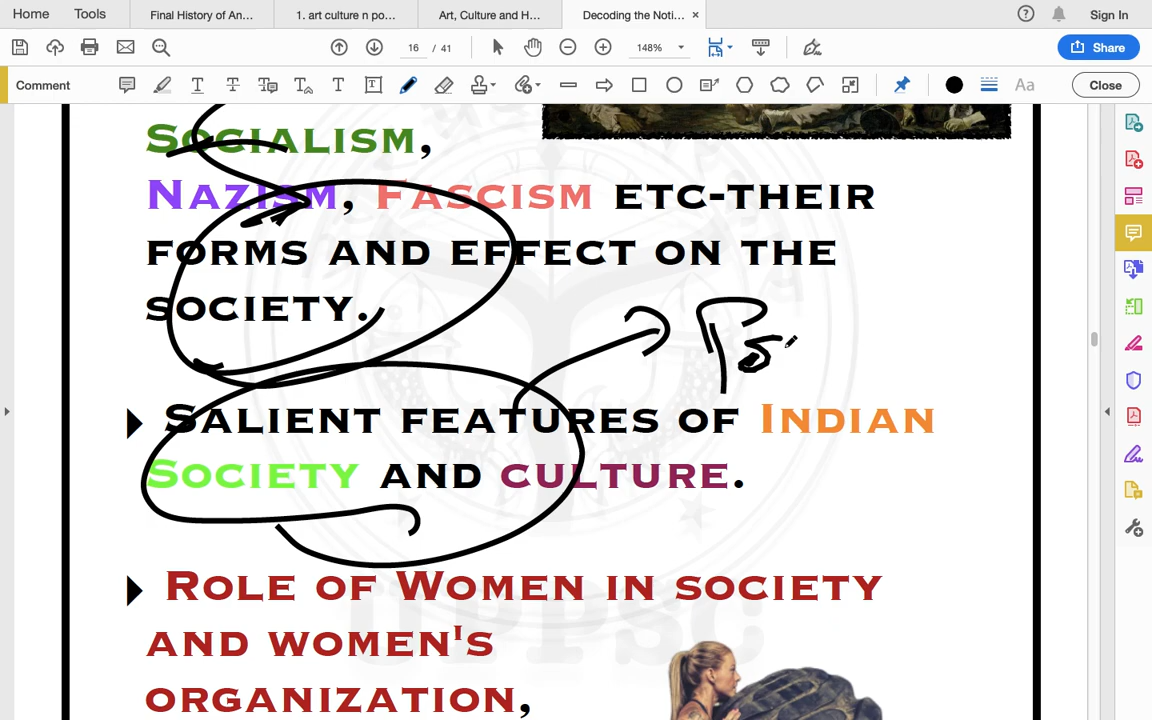 Home Tools Final History of An... 1. art culture n po... Art, Culture and H... Decoding the Noti... × Sign In
16 / 41 148% Share
Comment Aa Close
SOCIALISM,
NAZISM, FASCISM ETC-THEIR
FORMS AND EFFECT ON THE
SOCIETY.
SALIENT FEATURES OF INDIAN
SOCIETY AND CULTURE.
ROLE OF WOMEN IN SOCIETY
AND WOMEN'S
ORGANIZATION,
UPPSC